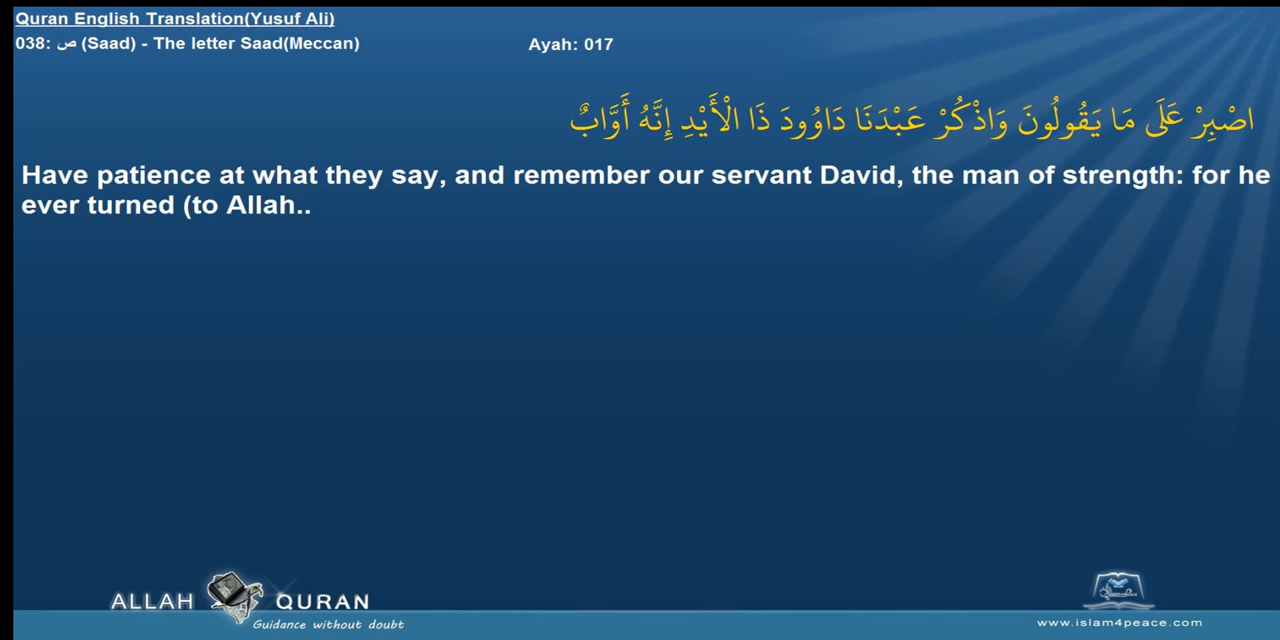 Quran English Translation(Yusuf Ali)
038: ص (Saad) - The letter Saad(Meccan) Ayah: 017
اصْبِرْ عَلَى مَا يَقُولُونَ وَاذْكُرْ عَبْدَنَا دَاوُودَ ذَا الْأَيْدِ إِنَّهُ أَوَّابٌ
Have patience at what they say, and remember our servant David, the man of strength: for he
ever turned (to Allah..
ALLAH QURAN
Guidance without doubt
www.islam4peace.com